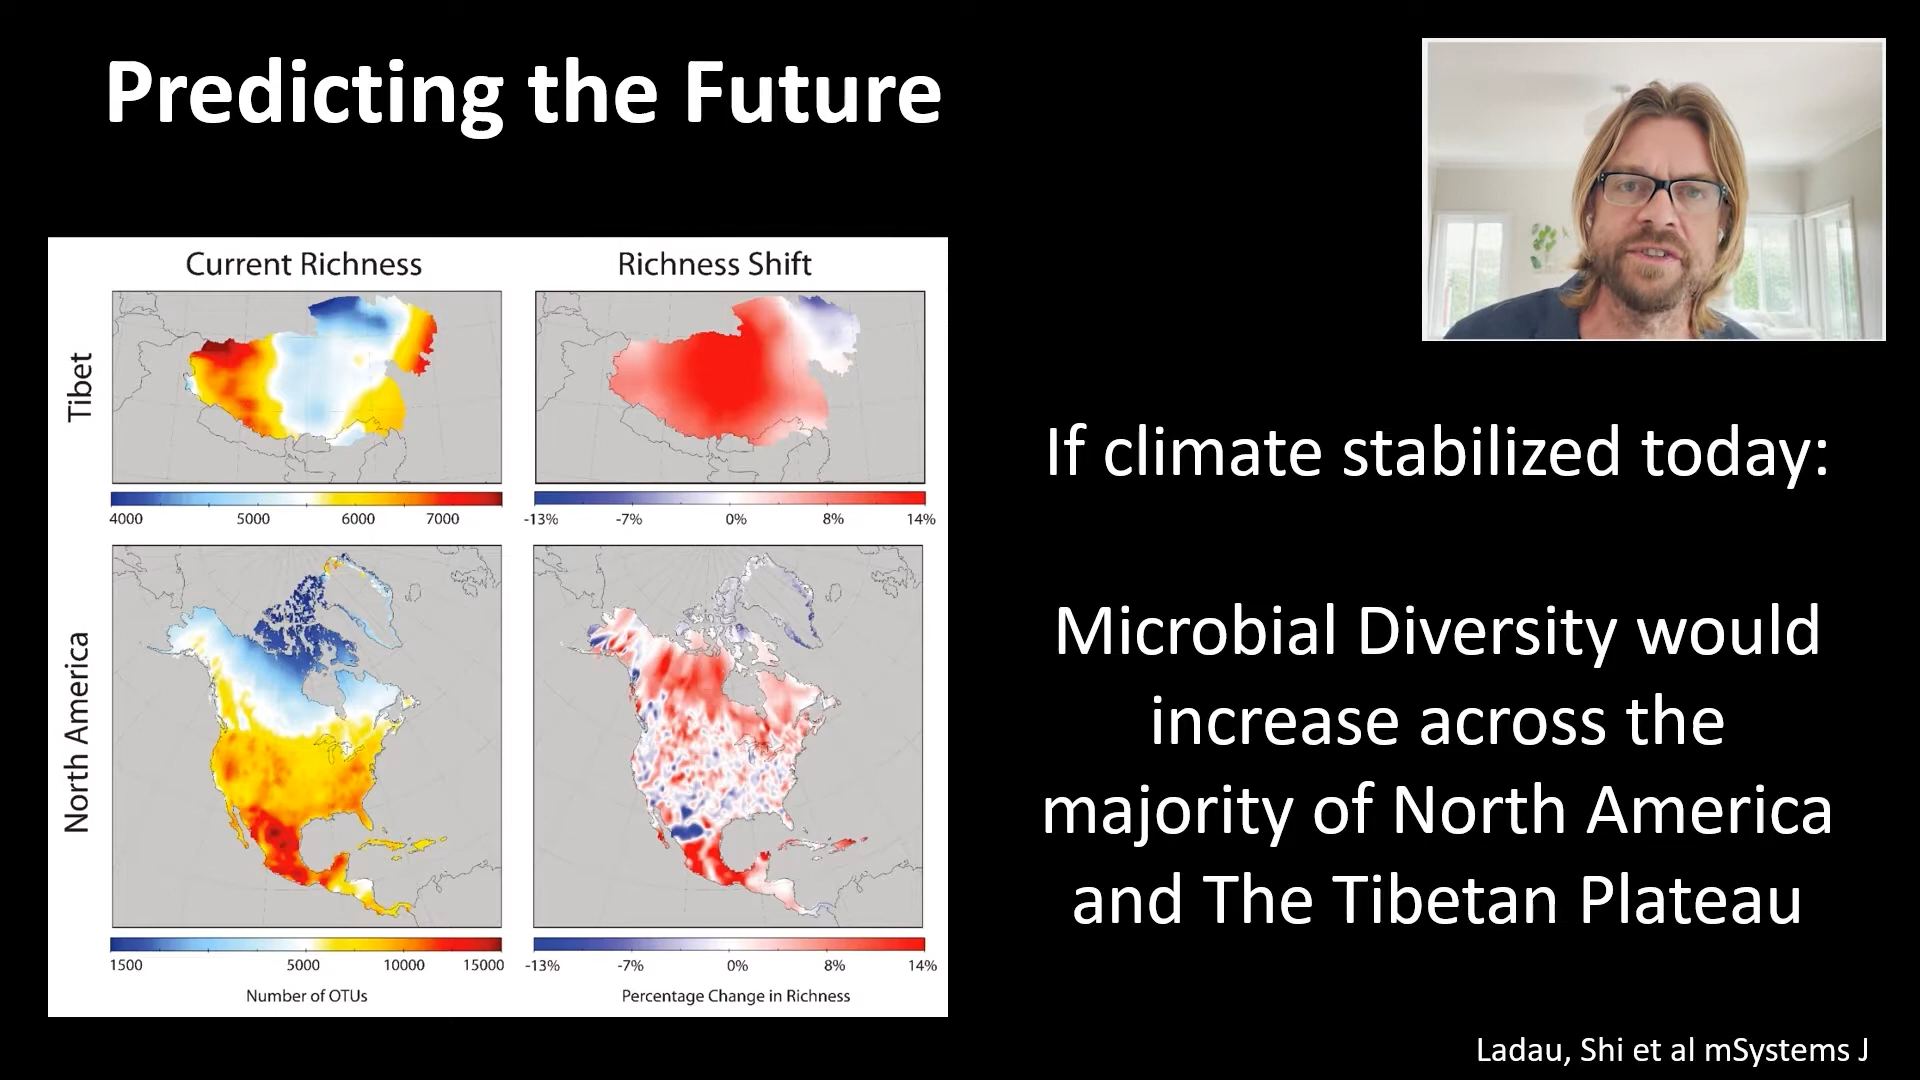 Predicting the Future
Current Richness
Richness Shift
Tibet
4000 5000 6000 7000
-13% -7% 0% 8% 14%
North America
1500 5000 10000 15000
-13% -7% 0% 8% 14%
Number of OTUs
Percentage Change in Richness
If climate stabilized today:
Microbial Diversity would
increase across the
majority of North America
and The Tibetan Plateau
Ladau, Shi et al mSystems J